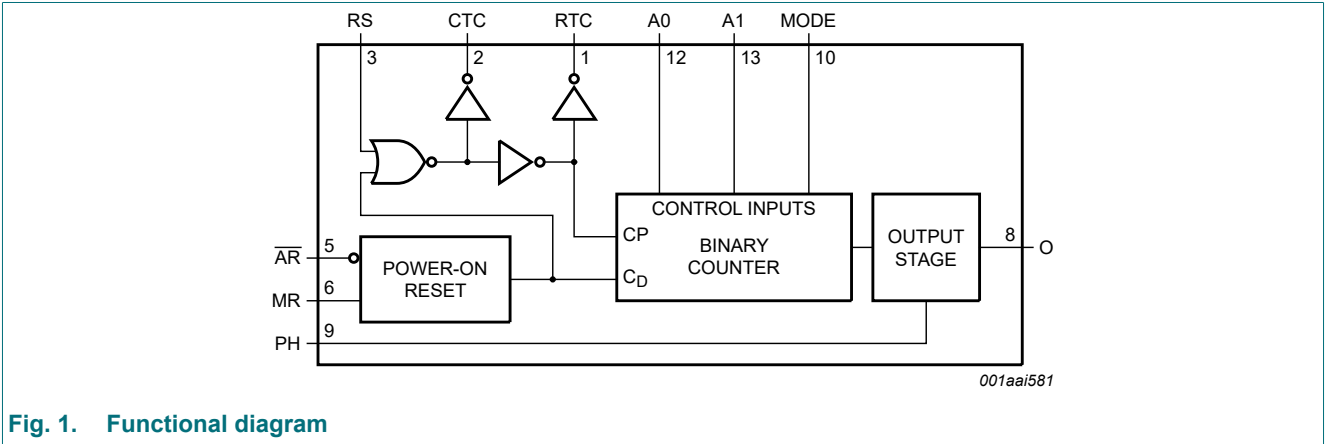 RS CTC RTC A0 A1 MODE
3 2 1 12 13 10
CONTROL INPUTS
CP
BINARY
COUNTER
CD
OUTPUT
STAGE
8 O
AR 5
POWER-ON
RESET
MR 6
PH 9
001aai581
Fig. 1. Functional diagram